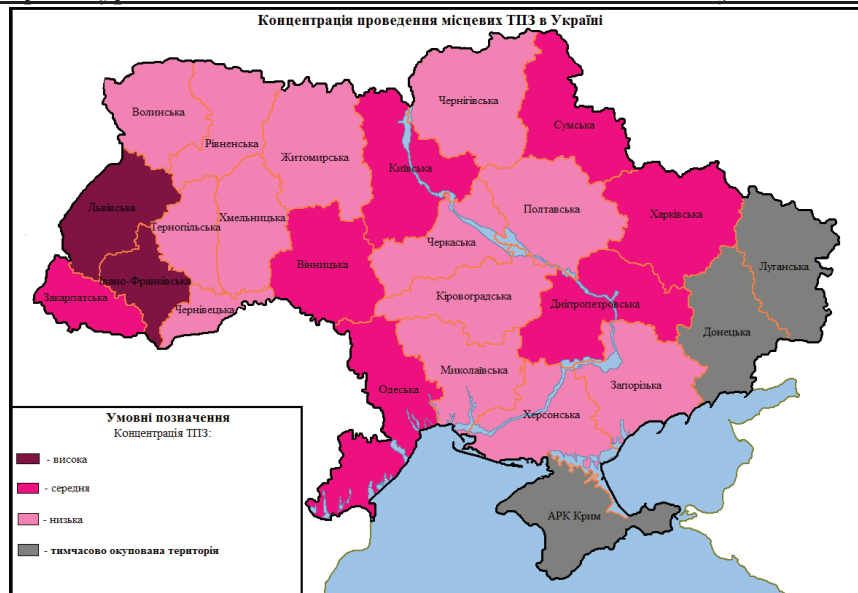 Концентрація проведення місцевих ТПЗ в Україні
Чернігівська
Волинська
Сумська
Рівненська
Житомирська
Київська
Львівська
Полтавська
Харківська
Хмельницька
Тернопільська
Черкаська
Вінницька
Луганська
Івано-Франківська
Закарпатська
Кіровоградська
Дніпропетровська
Чернівецька
Донецька
Миколаївська
Запорізька
Одеська
Херсонська
АРК Крим
Умовні позначення
Концентрація ТПЗ:
- висока
- середня
- низька
- тимчасово окупована територія